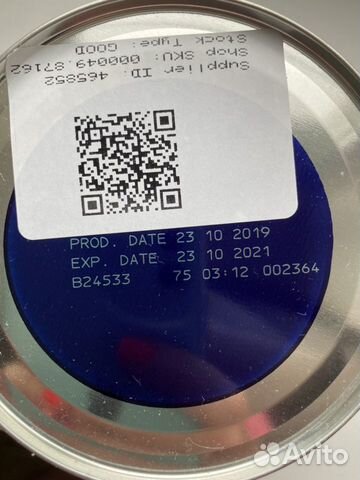 Supplier ID: 465852
Shop SKU: 000049.87162
Stock Type: GOOD
PROD. DATE 23 10 2019
EXP. DATE 23 10 2021
B24533 75 03:12 002364
Avito